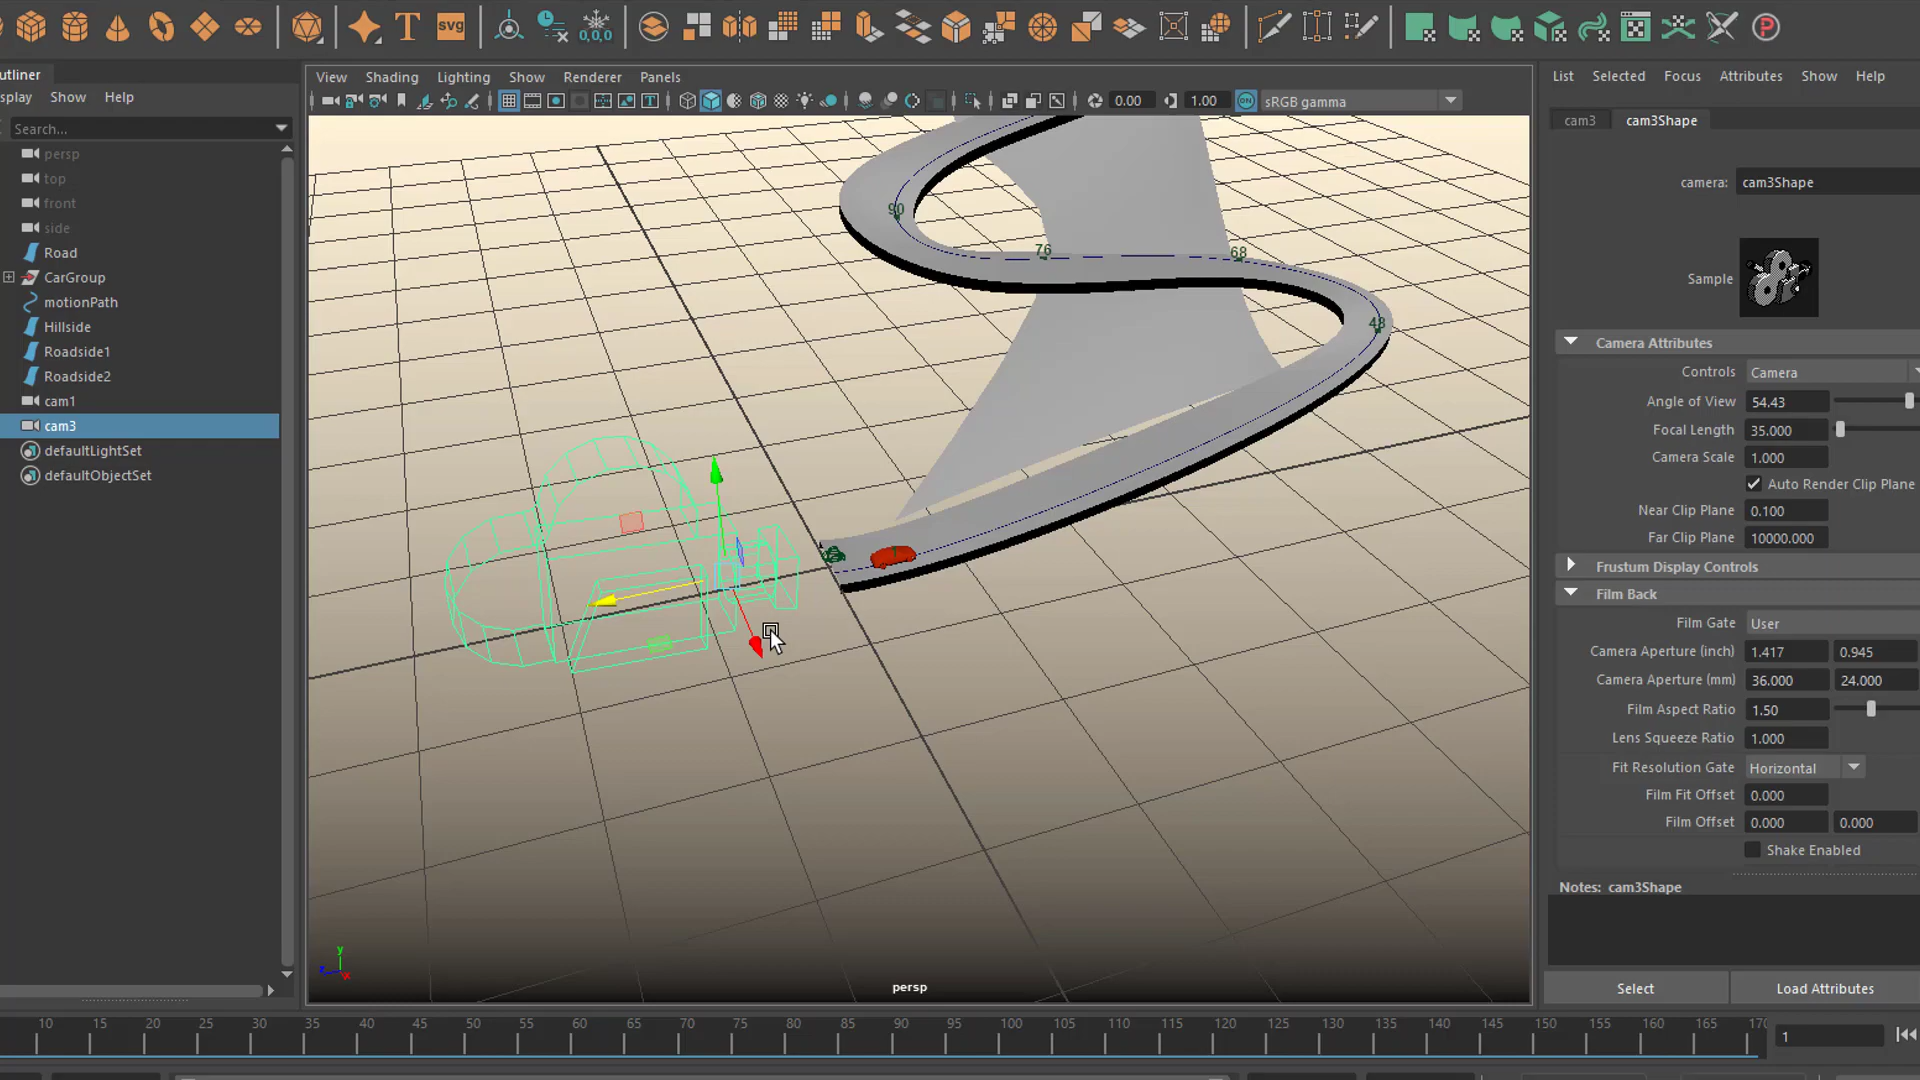 T
svg
0,0,0
P
utliner
splay Show Help
Search...
persp
top
front
side
Road
CarGroup
motionPath
Hillside
Roadside1
Roadside2
cam1
cam3
defaultLightSet
defaultObjectSet
View Shading Lighting Show Renderer Panels
0.00 1.00 ON sRGB gamma
90
76
68
48
y
z x
persp
List Selected Focus Attributes Show Help
cam3 cam3Shape
camera: cam3Shape
Sample
Camera Attributes
Controls Camera
Angle of View 54.43
Focal Length 35.000
Camera Scale 1.000
Auto Render Clip Plane
Near Clip Plane 0.100
Far Clip Plane 10000.000
Frustum Display Controls
Film Back
Film Gate User
Camera Aperture (inch) 1.417 0.945
Camera Aperture (mm) 36.000 24.000
Film Aspect Ratio 1.50
Lens Squeeze Ratio 1.000
Fit Resolution Gate Horizontal
Film Fit Offset 0.000
Film Offset 0.000 0.000
Shake Enabled
Notes: cam3Shape
Select Load Attributes
10 15 20 25 30 35 40 45 50 55 60 65 70 75 80 85 90 95 100 105 110 115 120 125 130 135 140 145 150 155 160 165 17
1